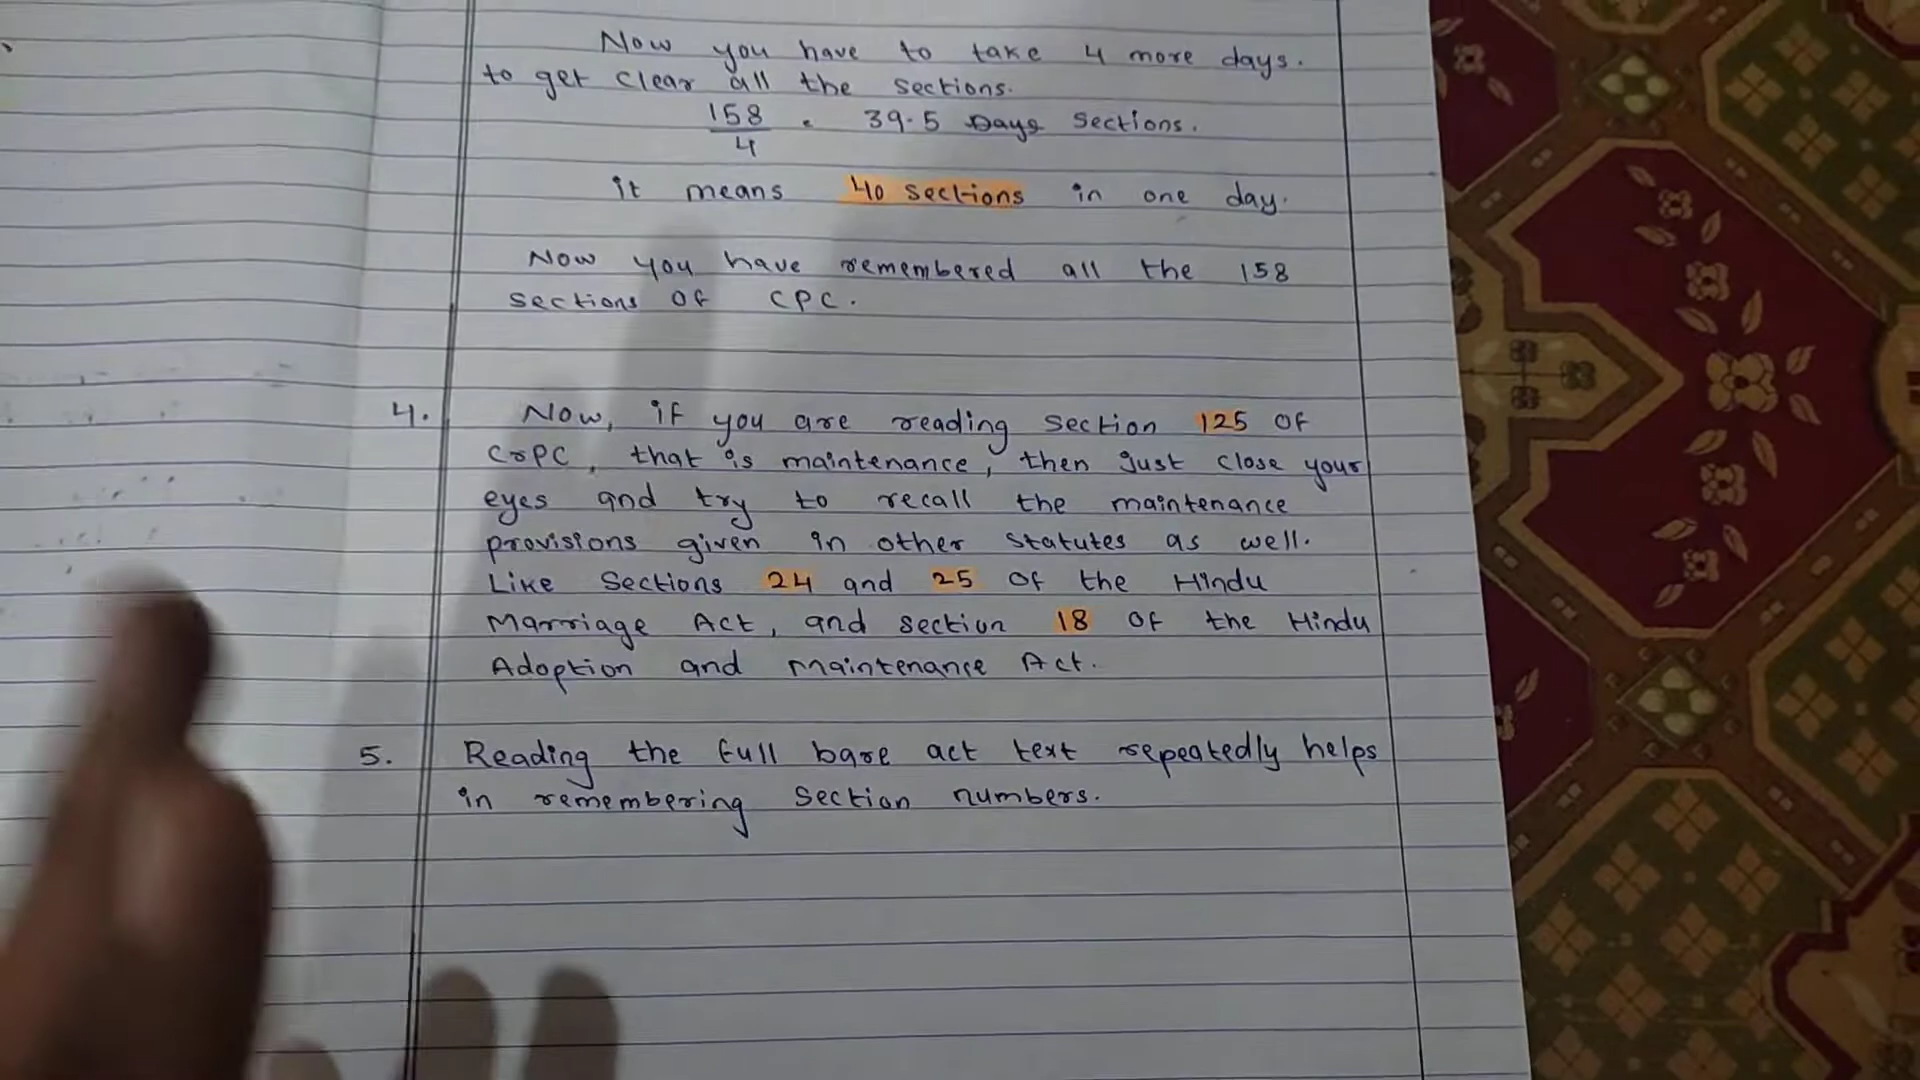 Now you have to take 4 more days.
to get clear all the sections.
158
4
= 39.5 Days Sections.
it means 40 sections in one day.
Now you have remembered all the 158
sections of CPC.
4. Now, if you are reading section 125 of
CrPC, that is maintenance, then just close your
eyes and try to recall the maintenance
provisions given in other statutes as well.
Like Sections 24 and 25 of the Hindu
Marriage Act, and section 18 of the Hindu
Adoption and Maintenance Act.
5. Reading the full bare act text repeatedly helps
in remembering section numbers.